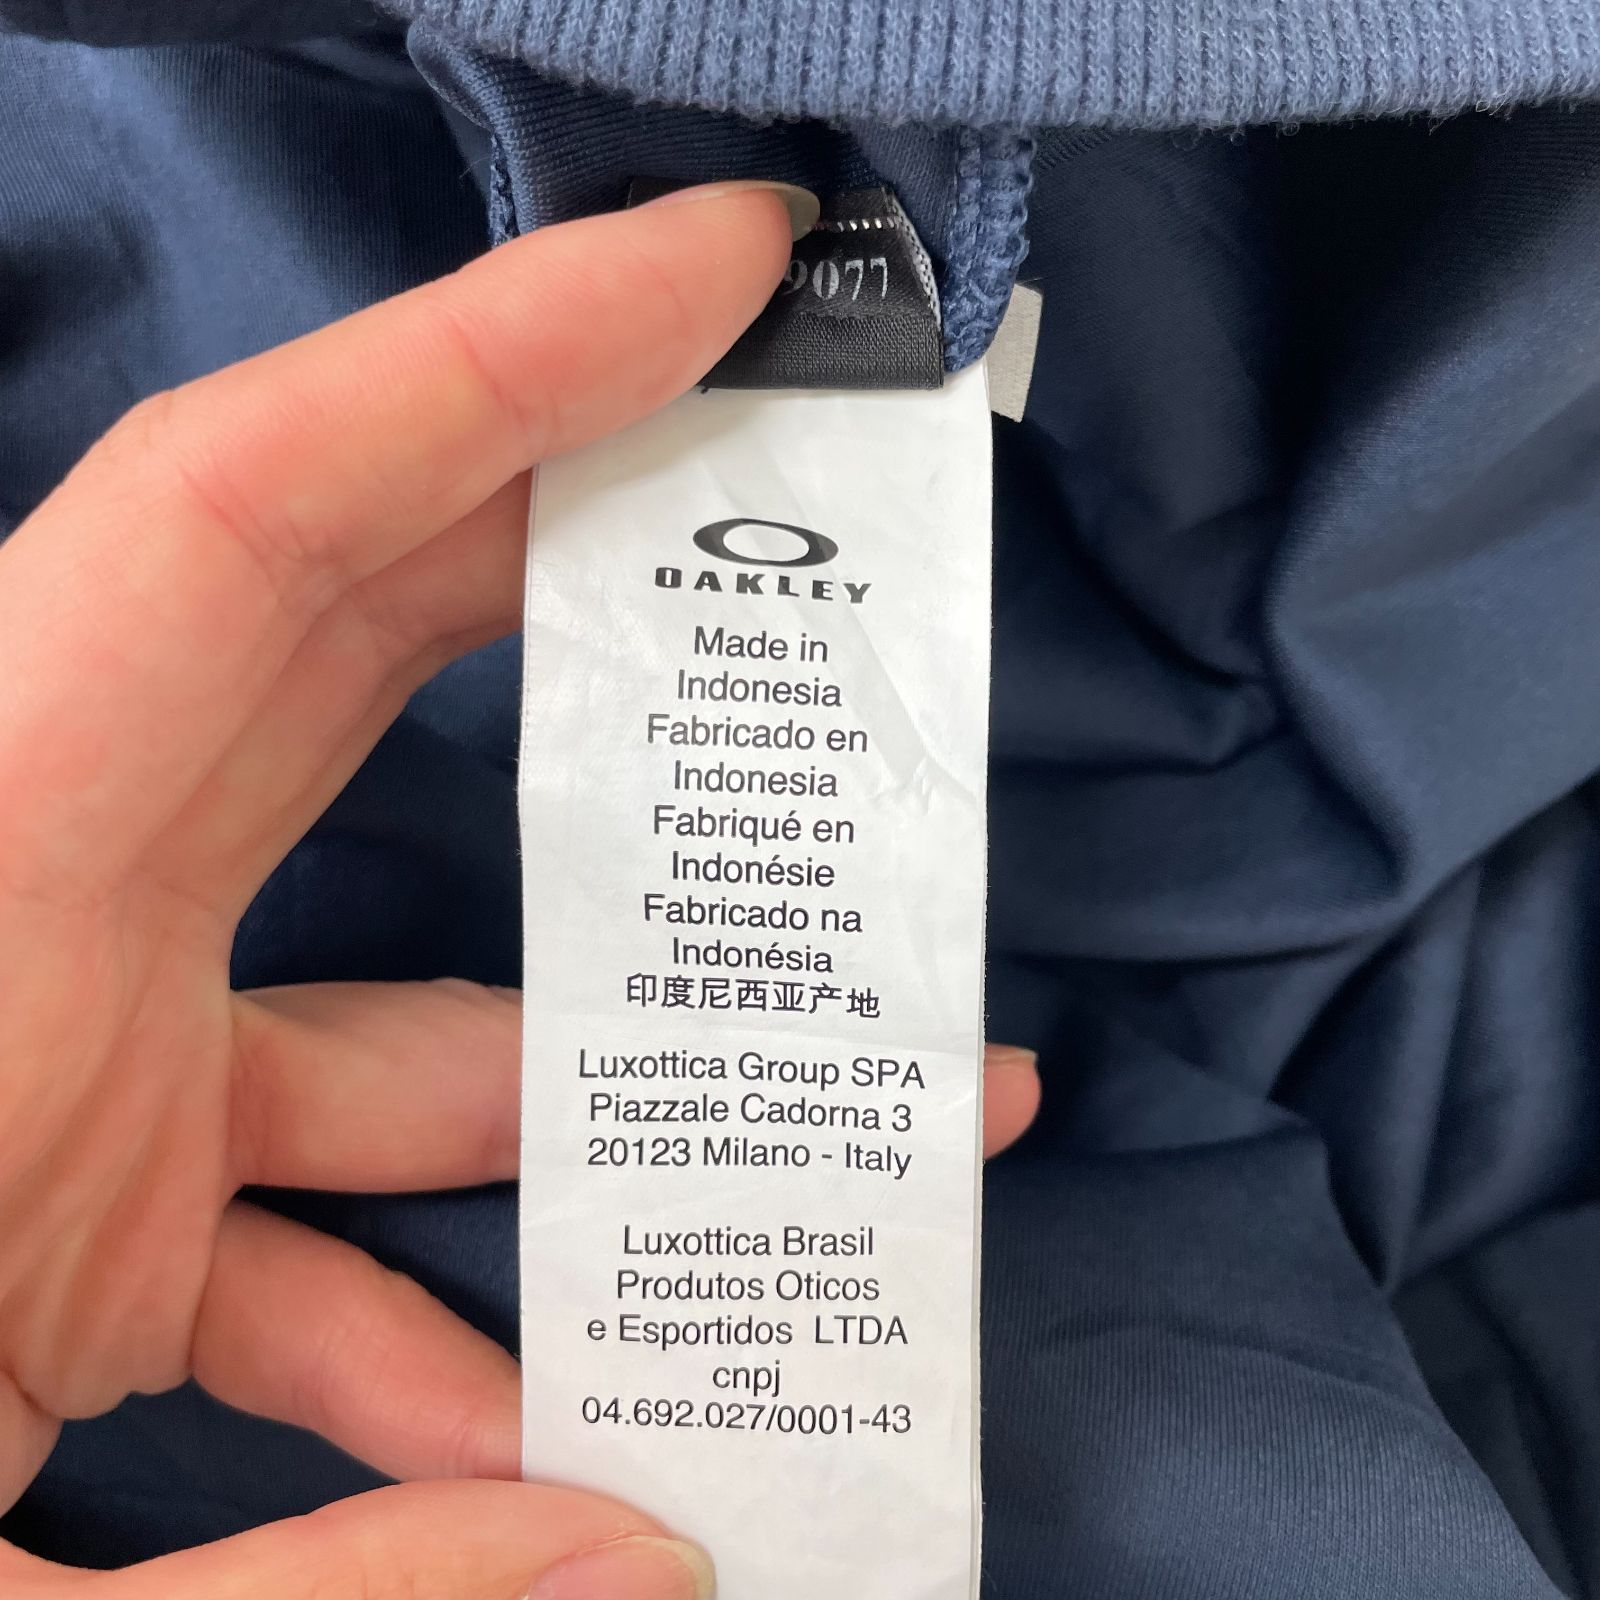 9077
OAKLEY
Made in
Indonesia
Fabricado en
Indonesia
Fabriqué en
Indonésie
Fabricado na
Indonésia
印度尼西亚产地
Luxottica Group SPA
Piazzale Cadorna 3
20123 Milano - Italy
Luxottica Brasil
Produtos Oticos
e Esportidos LTDA
cnpj
04.692.027/0001-43